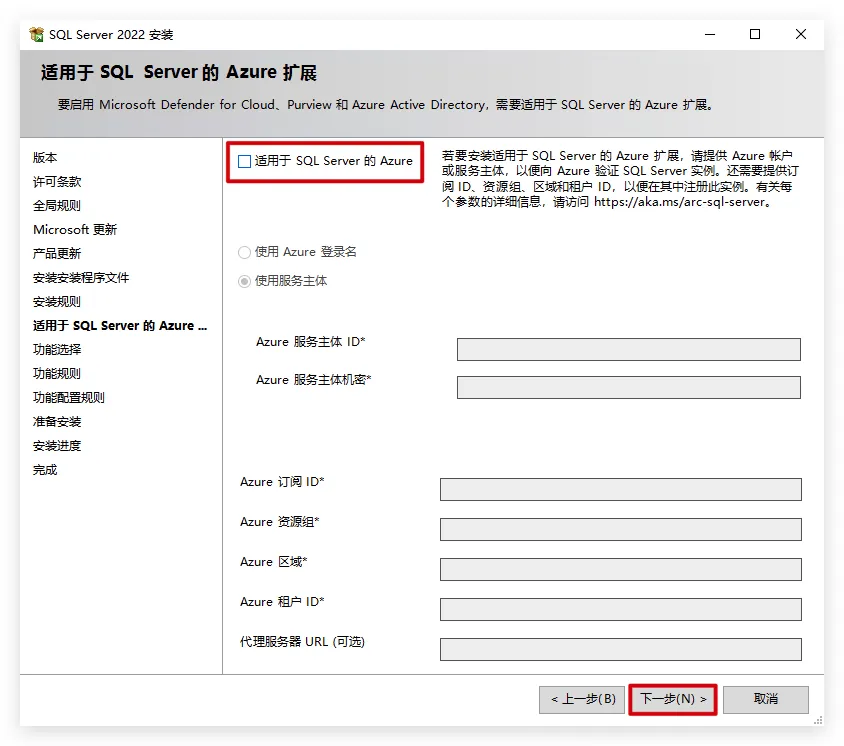 SQL Server 2022 安装
适用于 SQL Server 的 Azure 扩展
要启用 Microsoft Defender for Cloud、Purview 和 Azure Active Directory，需要适用于 SQL Server 的 Azure 扩展。
版本
许可条款
全局规则
Microsoft 更新
产品更新
安装安装程序文件
安装规则
适用于 SQL Server 的 Azure ...
功能选择
功能规则
功能配置规则
准备安装
安装进度
完成
适用于 SQL Server 的 Azure
若要安装适用于 SQL Server 的 Azure 扩展，请提供 Azure 帐户
或服务主体，以便向 Azure 验证 SQL Server 实例。还需要提供订
阅 ID、资源组、区域和租户 ID，以便在其中注册此实例。有关每
个参数的详细信息，请访问 https://aka.ms/arc-sql-server。
使用 Azure 登录名
使用服务主体
Azure 服务主体 ID*
Azure 服务主体机密*
Azure 订阅 ID*
Azure 资源组*
Azure 区域*
Azure 租户 ID*
代理服务器 URL (可选)
< 上一步(B)
下一步(N) >
取消